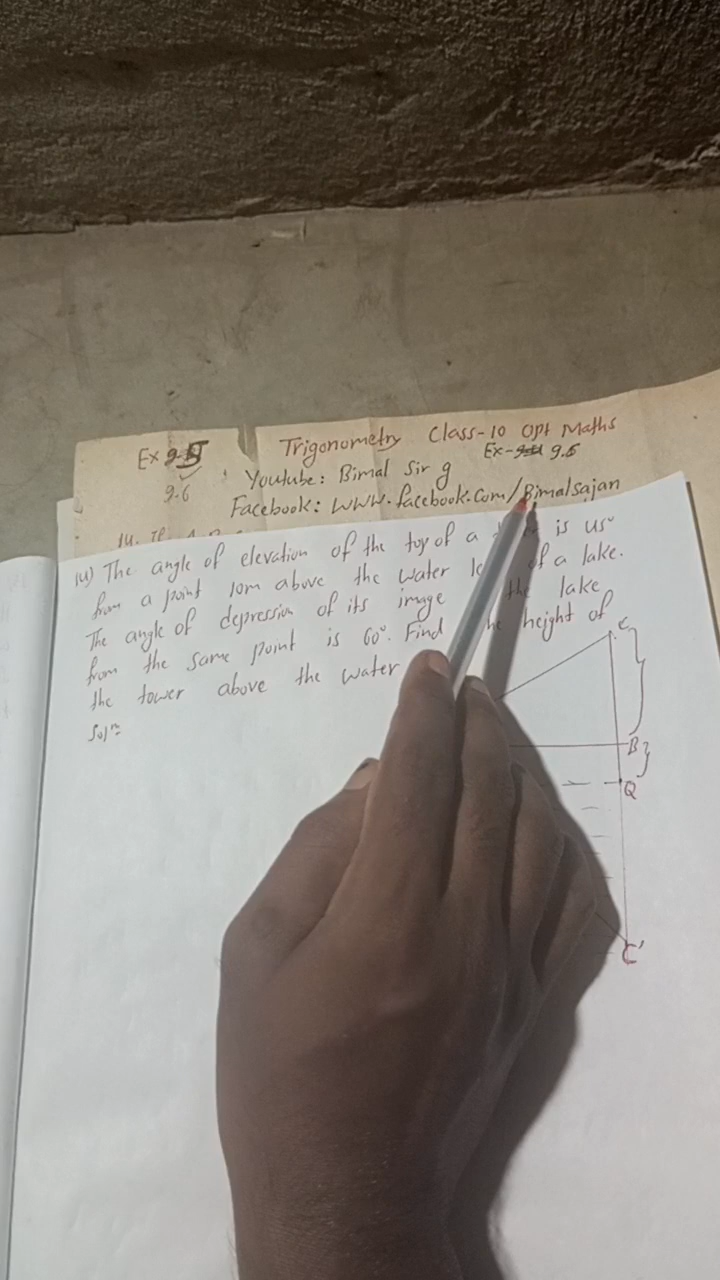 Ex 9.5
9.6
Trigonometry Class-10 Opt Maths
Ex- 9.5
Youtube: Bimal Sir g
Facebook: www.facebook.com/Bimalsajan
14) The angle of elevation of the top of a is 45°
from a point 10m above the water of a lake.
The angle of depression of its image the lake
from the same point is 60°. Find height of
the tower above the water
Solⁿ
C
B
Q
C'